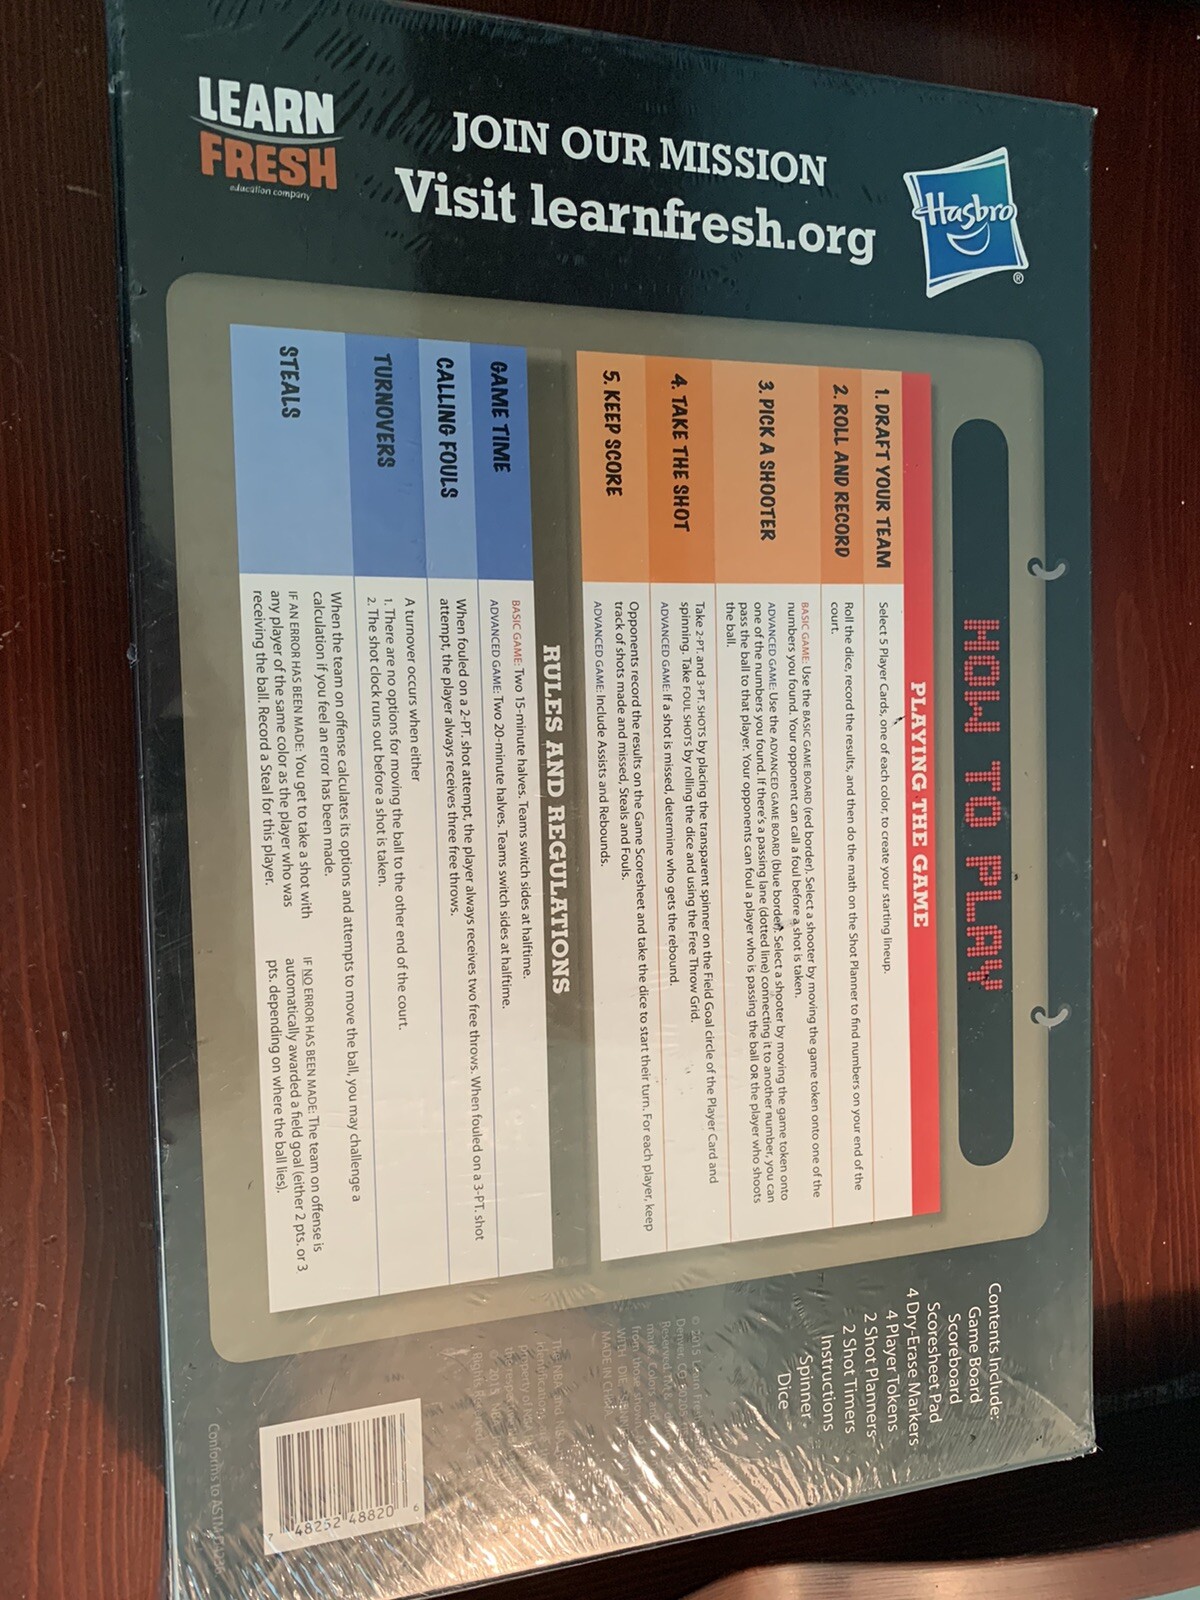 LEARN
FRESH
education company
JOIN OUR MISSION
Visit learnfresh.org
Hasbro
®
HOW TO PLAY
PLAYING THE GAME
1. DRAFT YOUR TEAM
Select 5 Player Cards, one of each color, to create your starting lineup.
2. ROLL AND RECORD
Roll the dice, record the results, and then do the math on the Shot Planner to find numbers on your end of the
court.
3. PICK A SHOOTER
BASIC GAME: Use the BASIC GAME BOARD (red border). Select a shooter by moving the game token onto one of the
numbers you found. Your opponent can call a foul before a shot is taken.
ADVANCED GAME: Use the ADVANCED GAME BOARD (blue border). Select a shooter by moving the game token onto
one of the numbers you found. If there's a passing lane (dotted line) connecting it to another number, you can
pass the ball to that player. Your opponents can foul a player who is passing the ball OR the player who shoots
the ball.
4. TAKE THE SHOT
Take 2-PT. and 3-PT. SHOTS by placing the transparent spinner on the Field Goal circle of the Player Card and
spinning. Take FOUL SHOTS by rolling the dice and using the Free Throw Grid.
ADVANCED GAME: If a shot is missed, determine who gets the rebound.
5. KEEP SCORE
Opponents record the results on the Game Scoresheet and take the dice to start their turn. For each player, keep
track of shots made and missed, Steals and Fouls.
ADVANCED GAME: Include Assists and Rebounds.
RULES AND REGULATIONS
GAME TIME
BASIC GAME: Two 15-minute halves. Teams switch sides at halftime.
ADVANCED GAME: Two 20-minute halves. Teams switch sides at halftime.
CALLING FOULS
When fouled on a 2-PT. shot attempt, the player always receives two free throws. When fouled on a 3-PT. shot
attempt, the player always receives three free throws.
TURNOVERS
A turnover occurs when either
1. There are no options for moving the ball to the other end of the court.
2. The shot clock runs out before a shot is taken.
STEALS
When the team on offense calculates its options and attempts to move the ball, you may challenge a
calculation if you feel an error has been made.
IF AN ERROR HAS BEEN MADE: You get to take a shot with
any player of the same color as the player who was
receiving the ball. Record a Steal for this player.
IF NO ERROR HAS BEEN MADE: The team on offense is
automatically awarded a field goal (either 2 pts. or 3
pts. depending on where the ball lies).
Contents Include:
Game Board
Scoreboard
Scoresheet Pad
4 Dry-Erase Markers
4 Player Tokens
2 Shot Planners
2 Shot Timers
Instructions
Spinner
Dice
© 2015 Learn Fresh
Denver, CO
MADE IN
7 48252 48820 6
Conforms to ASTM